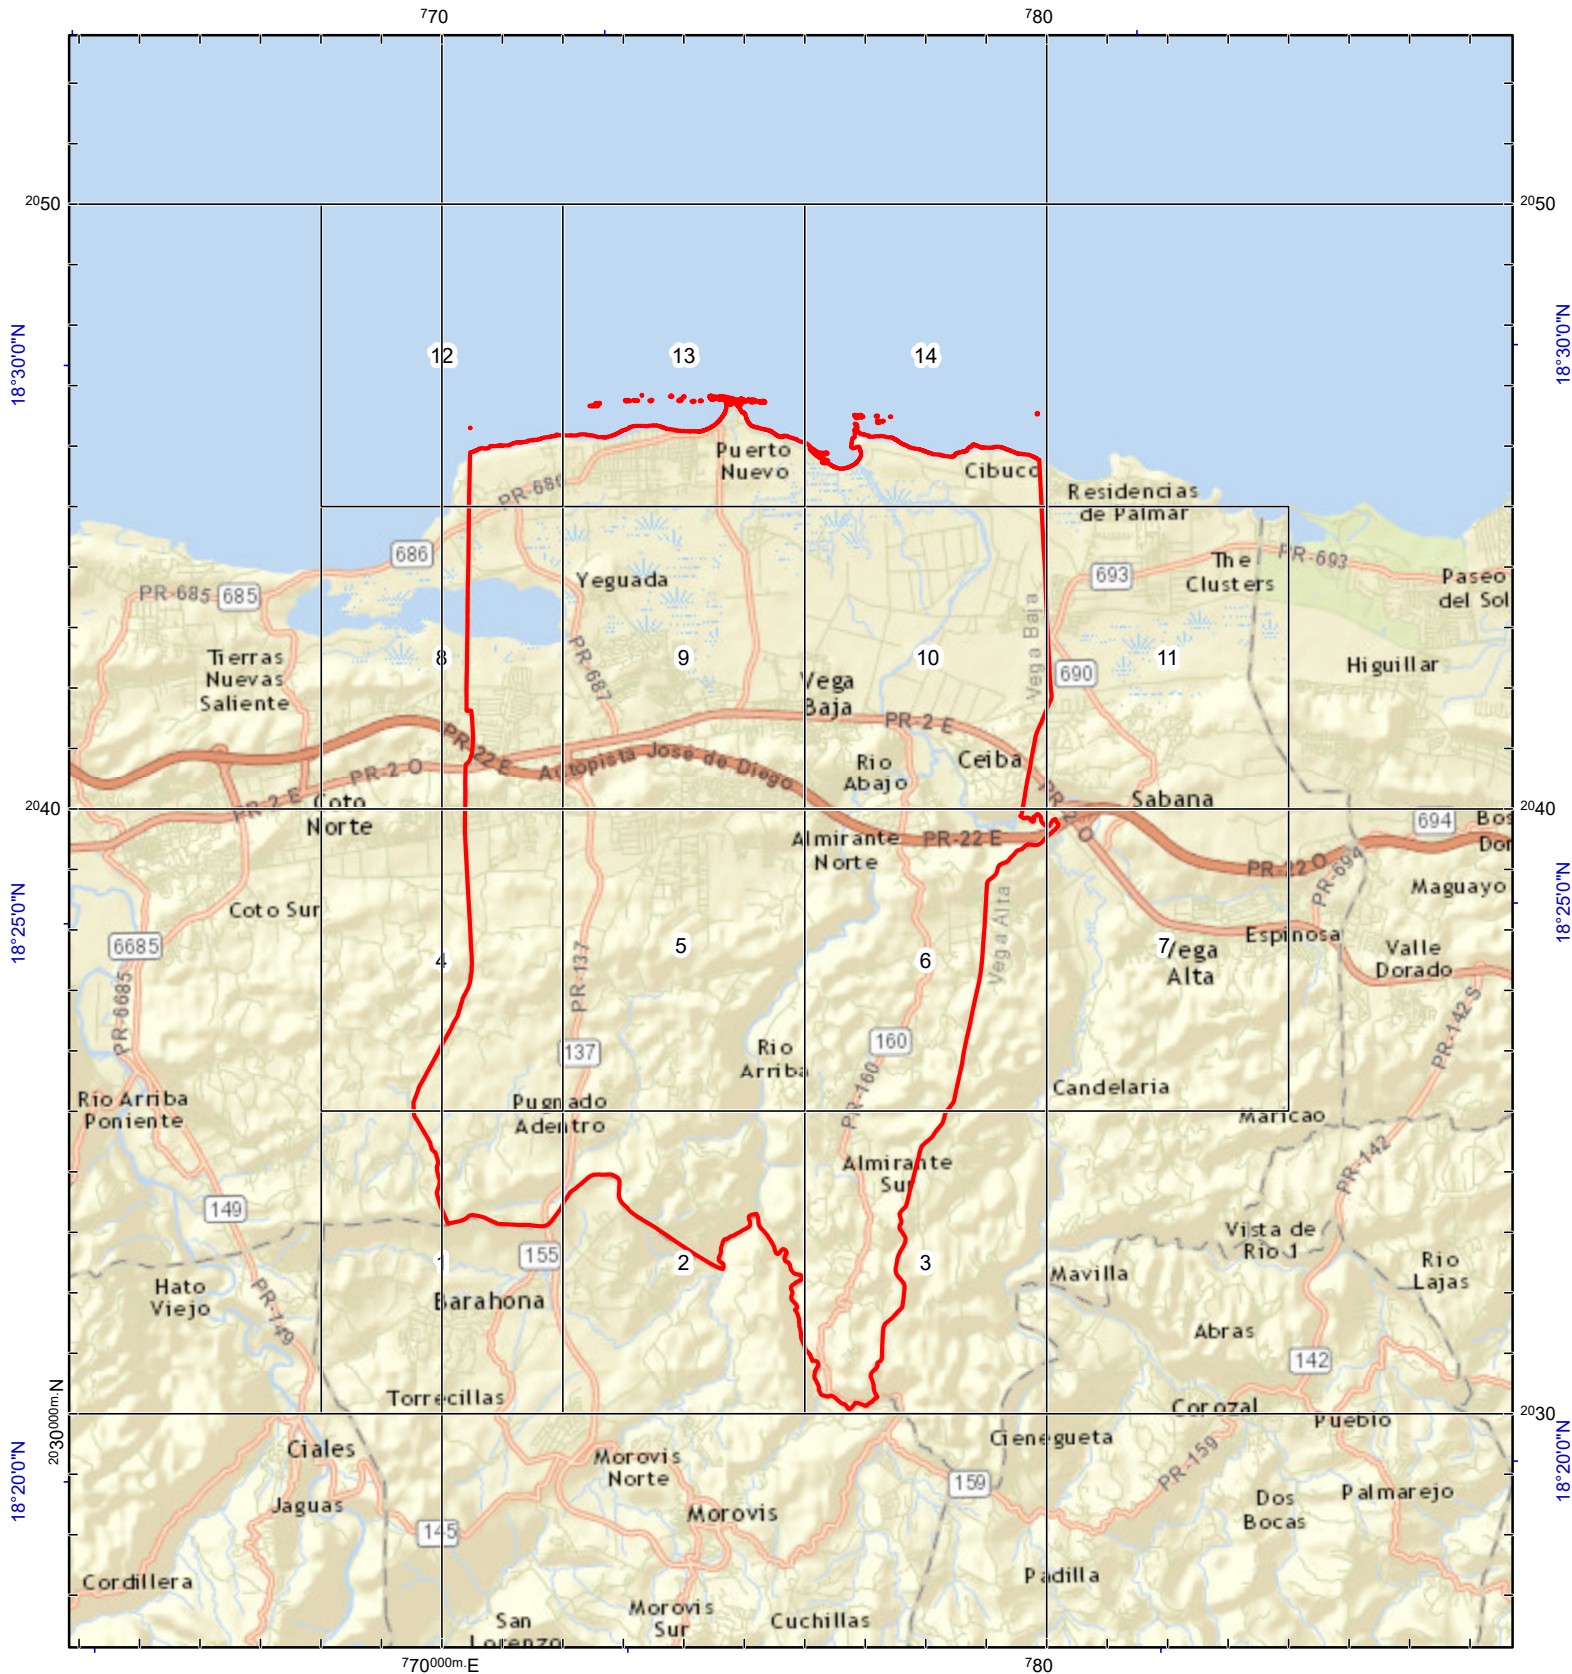 770 780
2050 2050
18°30'0"N 18°30'0"N
12 13 14
Puerto
Nuevo
Cibuco
PR-686
Residencias
de Palmar
686
PR-693
The
Clusters
693
Yeguada
Paseo
del Sol
PR-685 685
Vega Baja
PR-687
Tierras
Nuevas
Saliente
8 9 10 11
690
Higuillar
Vega
Baja
PR-2 E
PR-22 E
Autopista José de Diego
Rio
Abajo
Ceiba
PR-2 O
PR-2 E
PR-2 O
2040 2040
Coto
Norte
Sabana
694
Almirante
Norte
PR-22 E
PR-22 O
PR-694
Maguayo
18°25'0"N 18°25'0"N
Coto Sur
6685
PR-6685
4 5 6 7
PR-137
Vega Alta
Vega
Alta
Espinosa
Valle
Dorado
PR-142 S
137
160
PR-160
Rio
Arriba
Candelaria
Rio Arriba
Poniente
Pugnado
Adentro
Maricao
Almirante
Sur
PR-142
149
155
1 2 3
Vista de
Rio 1
Rio
Lajas
Mavilla
Hato
Viejo
PR-149
Barahona
Abras
142
Torrecillas
Corozal
Pueblo
2030000m.N 2030
18°20'0"N 18°20'0"N
Ciales
Morovis
Norte
Cienegueta
PR-159
159
Jaguas
Morovis
145
Dos
Bocas
Palmarejo
Cordillera
Padilla
San
Lorenzo
Morovis
Sur
Cuchillas
770000m.E 780